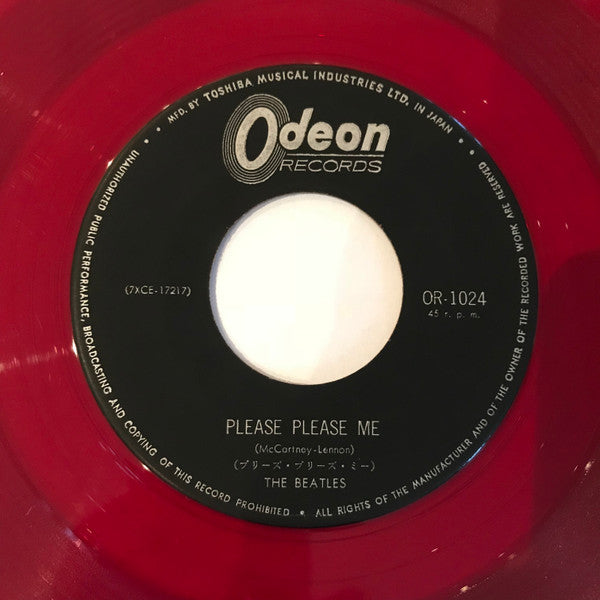 • MFD. BY TOSHIBA MUSICAL INDUSTRIES LTD. IN JAPAN •
Odeon
RECORDS
(7XCE-17217)
OR-1024
45 r. p. m.
PLEASE PLEASE ME
(McCartney-Lennon)
(プリーズ・プリーズ・ミー)
THE BEATLES
• UNAUTHORIZED PUBLIC PERFORMANCE, BROADCASTING AND COPYING OF THIS RECORD PROHIBITED • ALL RIGHTS OF THE MANUFACTURER AND OF THE OWNER OF THE RECORDED WORK ARE RESERVED •